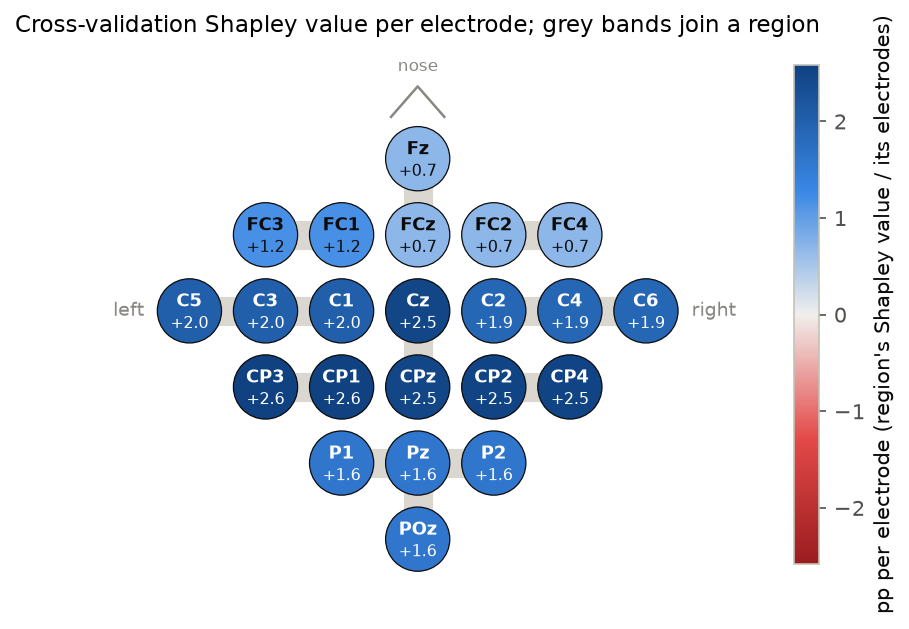 Cross-validation Shapley value per electrode; grey bands join a region
nose
Fz
+0.7
FC3 FC1 FCz FC2 FC4
+1.2 +1.2 +0.7 +0.7 +0.7
left C5 C3 C1 Cz C2 C4 C6 right
+2.0 +2.0 +2.0 +2.5 +1.9 +1.9 +1.9
CP3 CP1 CPz CP2 CP4
+2.6 +2.6 +2.5 +2.5 +2.5
P1 Pz P2
+1.6 +1.6 +1.6
POz
+1.6
2
1
0
−1
−2
pp per electrode (region's Shapley value / its electrodes)